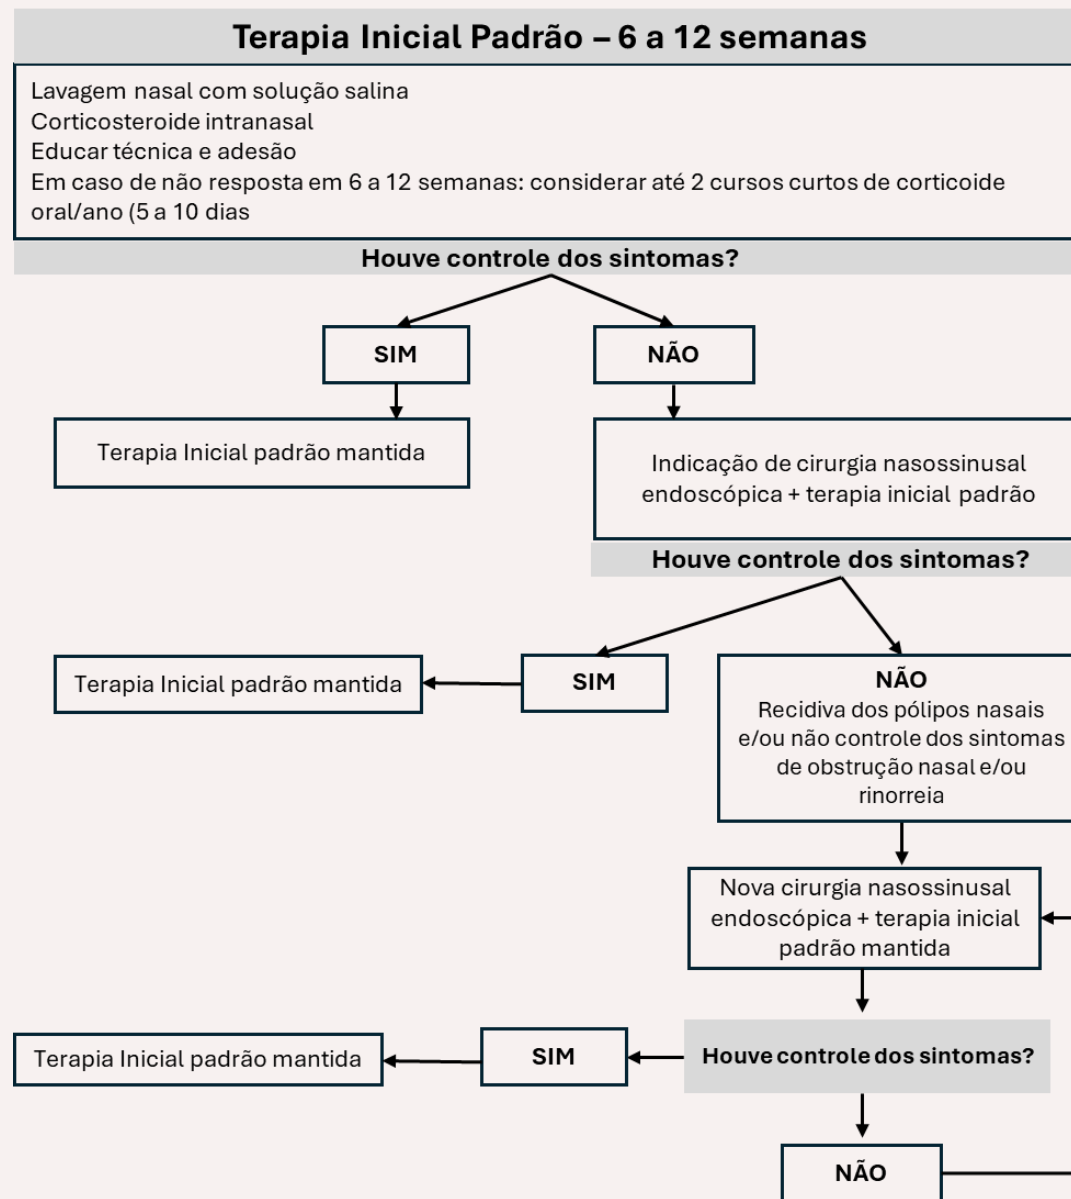 Terapia Inicial Padrão – 6 a 12 semanas
Lavagem nasal com solução salina
Corticosteroide intranasal
Educar técnica e adesão
Em caso de não resposta em 6 a 12 semanas: considerar até 2 cursos curtos de corticoide
oral/ano (5 a 10 dias
Houve controle dos sintomas?
SIM
NÃO
Terapia Inicial padrão mantida
Indicação de cirurgia nasossinusal
endoscópica + terapia inicial padrão
Houve controle dos sintomas?
Terapia Inicial padrão mantida
SIM
NÃO
Recidiva dos pólipos nasais
e/ou não controle dos sintomas
de obstrução nasal e/ou
rinorreia
Nova cirurgia nasossinusal
endoscópica + terapia inicial
padrão mantida
Terapia Inicial padrão mantida
SIM
Houve controle dos sintomas?
NÃO